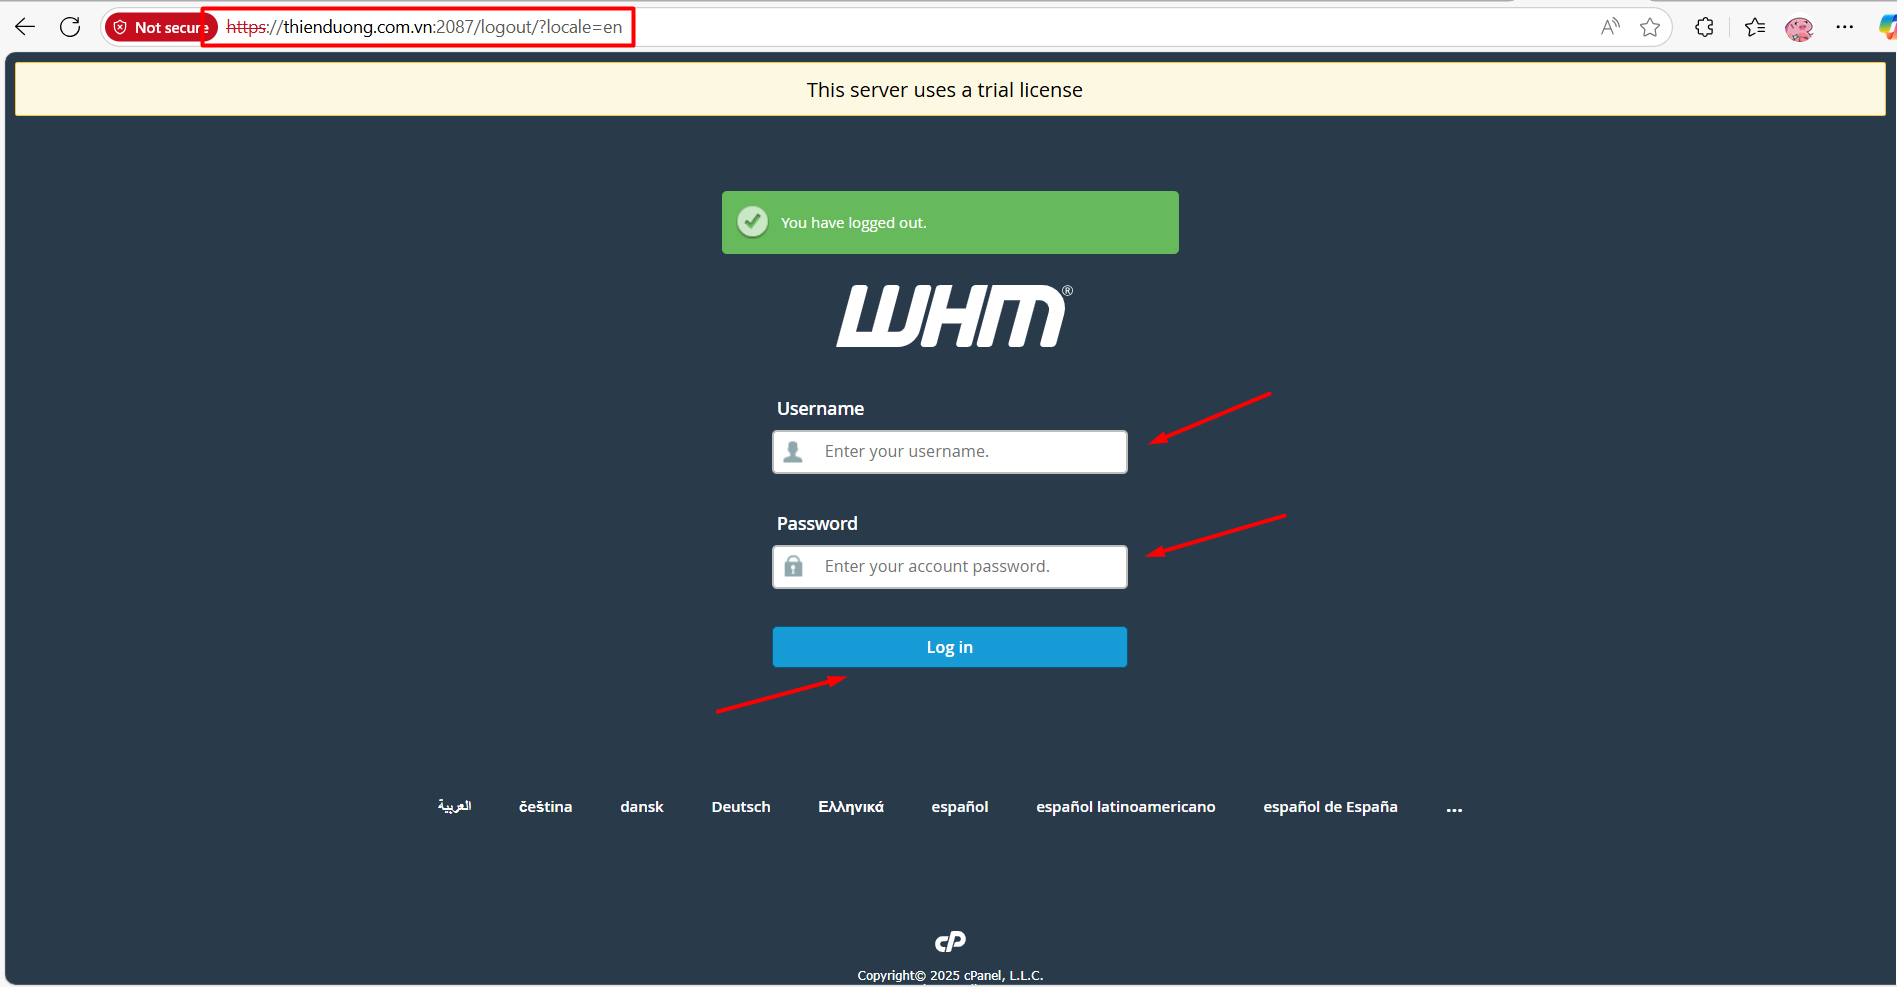 Not secure https://thienduong.com.vn:2087/logout/?locale=en
This server uses a trial license
You have logged out.
WHM®
Username
Enter your username.
Password
Enter your account password.
Log in
العربية čeština dansk Deutsch Ελληνικά español español latinoamericano español de España ...
cP
Copyright© 2025 cPanel, L.L.C.